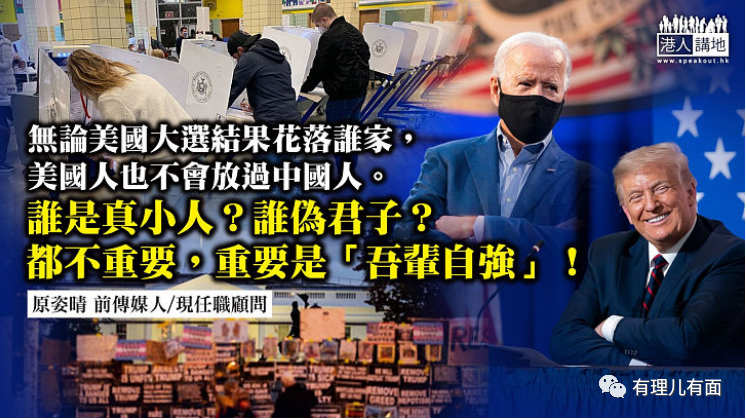 港人講地
www.speakout.hk
無論美國大選結果花落誰家，
美國人也不會放過中國人。
誰是真小人？誰偽君子？
都不重要，重要是「吾輩自強」！
原姿晴 前傳媒人/現任職顧問
有理儿有面